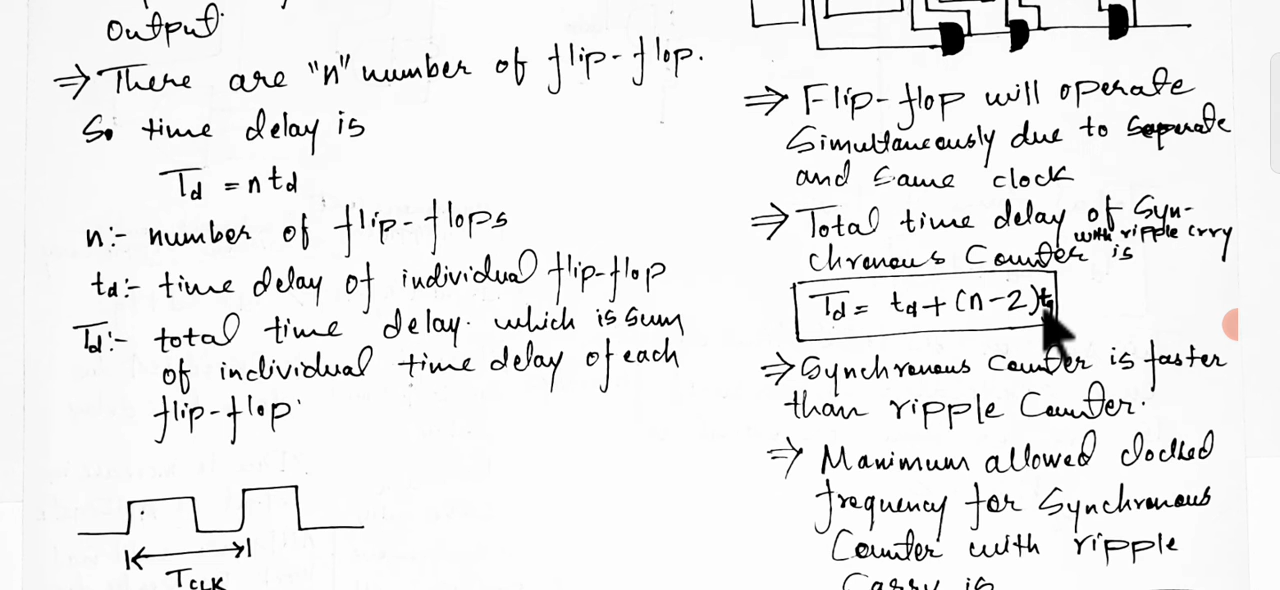 Output.
⇒ There are "n" number of flip-flop.
So time delay is
Td = n td
n:- number of flip-flops
td:- time delay of individual flip-flop
Td:- total time delay. which is sum
of individual time delay of each
flip-flop.
TCLK
⇒ Flip-flop will operate
Simultaneously due to
and same clock
⇒ Total time delay of Syn-
with ripple crry
chronous Counter is
Td = td + (n-2)
⇒ Synchronous Counter is faster
than ripple Counter.
⇒ Maximum allowed clocked
frequency for Synchronous
Counter with ripple
Carry is